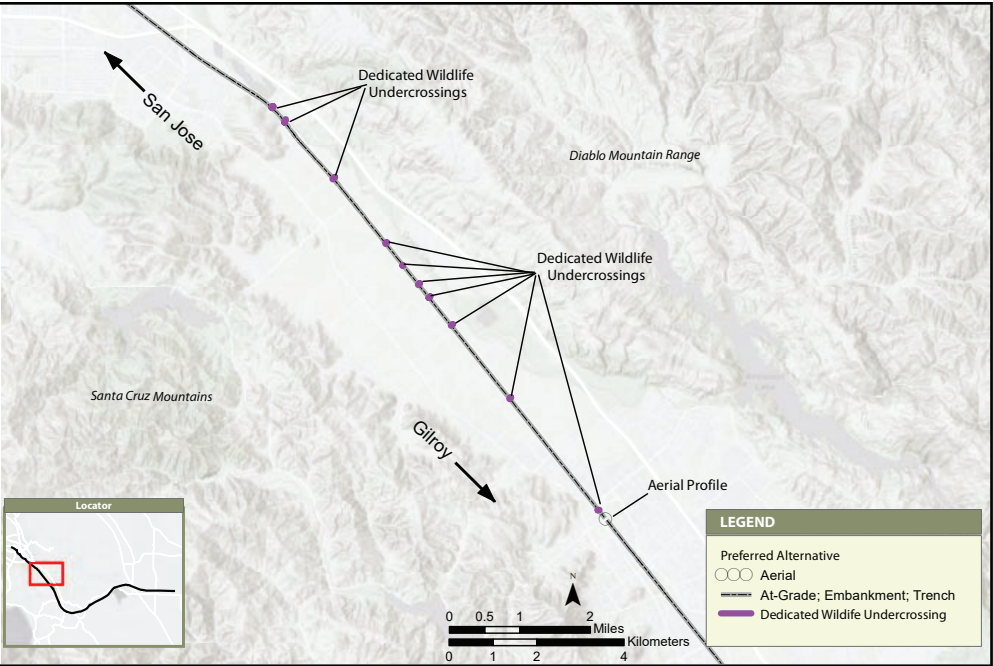 Dedicated Wildlife
Undercrossings
San Jose
Diablo Mountain Range
Dedicated Wildlife
Undercrossings
Santa Cruz Mountains
Gilroy
Aerial Profile
Locator
LEGEND
Preferred Alternative
Aerial
At-Grade; Embankment; Trench
Dedicated Wildlife Undercrossing
N
0 0.5 1 2
Miles
Kilometers
0 1 2 4